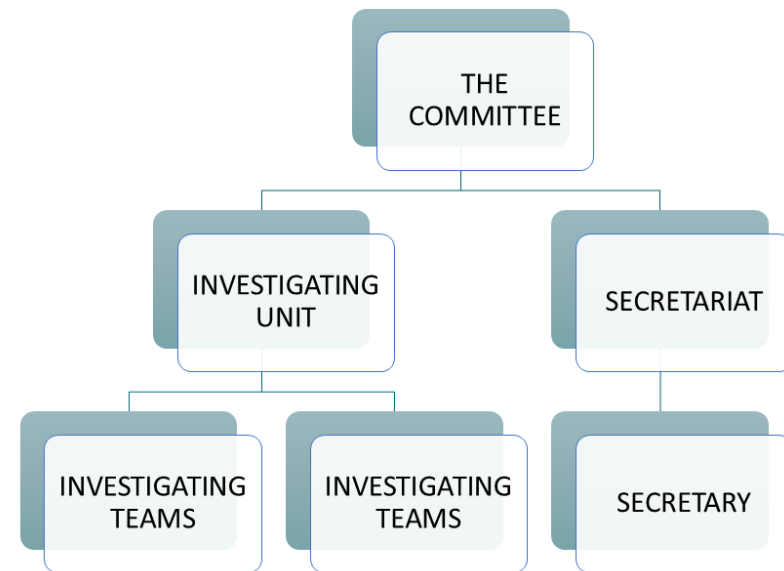 THE
COMMITTEE
INVESTIGATING
UNIT
SECRETARIAT
INVESTIGATING
TEAMS
INVESTIGATING
TEAMS
SECRETARY